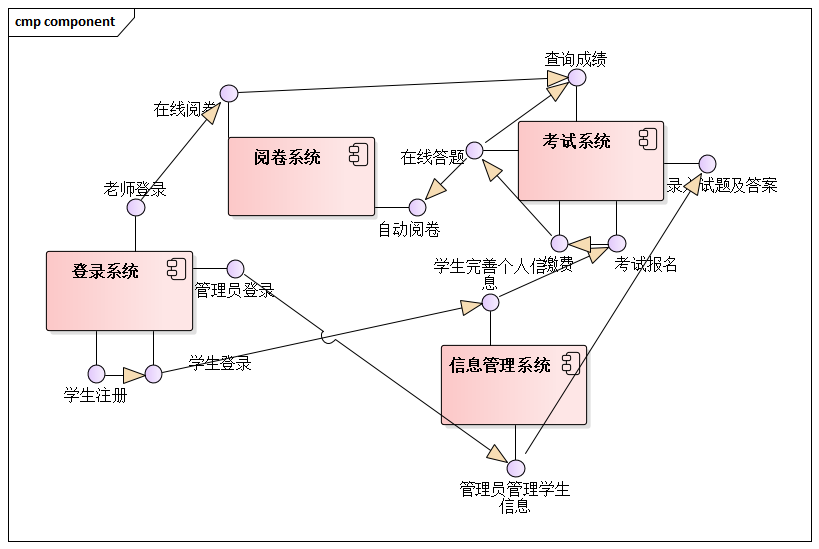 cmp component
查询成绩
在线阅卷
考试系统
阅卷系统
在线答题
老师登录
录入试题及答案
自动阅卷
登录系统
学生完善个人信
息
缴费
考试报名
管理员登录
学生登录
信息管理系统
学生注册
管理员管理学生
信息